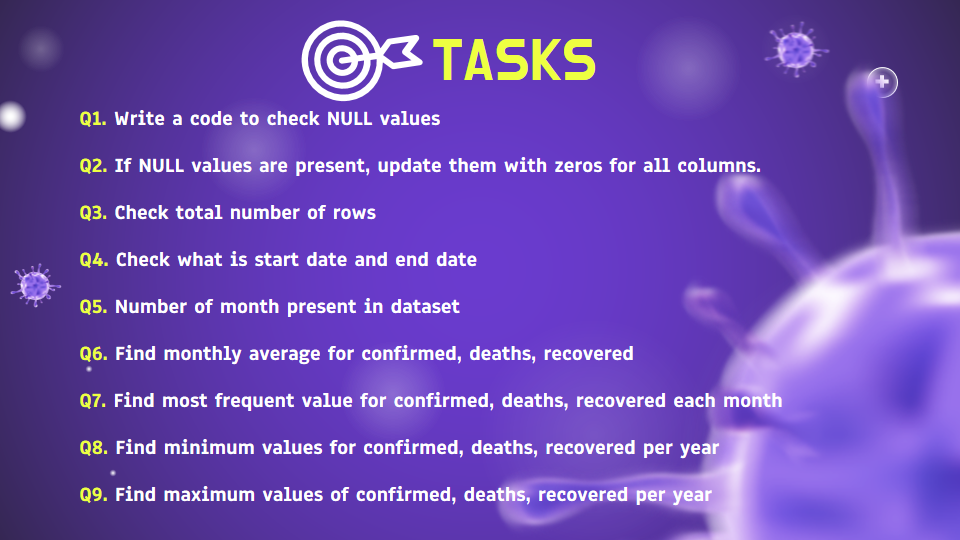 TASKS
Q1. Write a code to check NULL values
Q2. If NULL values are present, update them with zeros for all columns.
Q3. Check total number of rows
Q4. Check what is start date and end date
Q5. Number of month present in dataset
Q6. Find monthly average for confirmed, deaths, recovered
Q7. Find most frequent value for confirmed, deaths, recovered each month
Q8. Find minimum values for confirmed, deaths, recovered per year
Q9. Find maximum values of confirmed, deaths, recovered per year